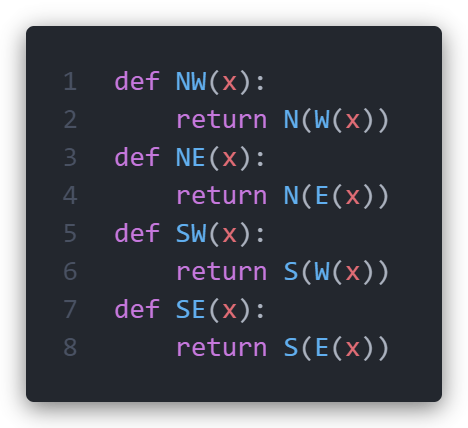 1 def NW(x):
2     return N(W(x))
3 def NE(x):
4     return N(E(x))
5 def SW(x):
6     return S(W(x))
7 def SE(x):
8     return S(E(x))